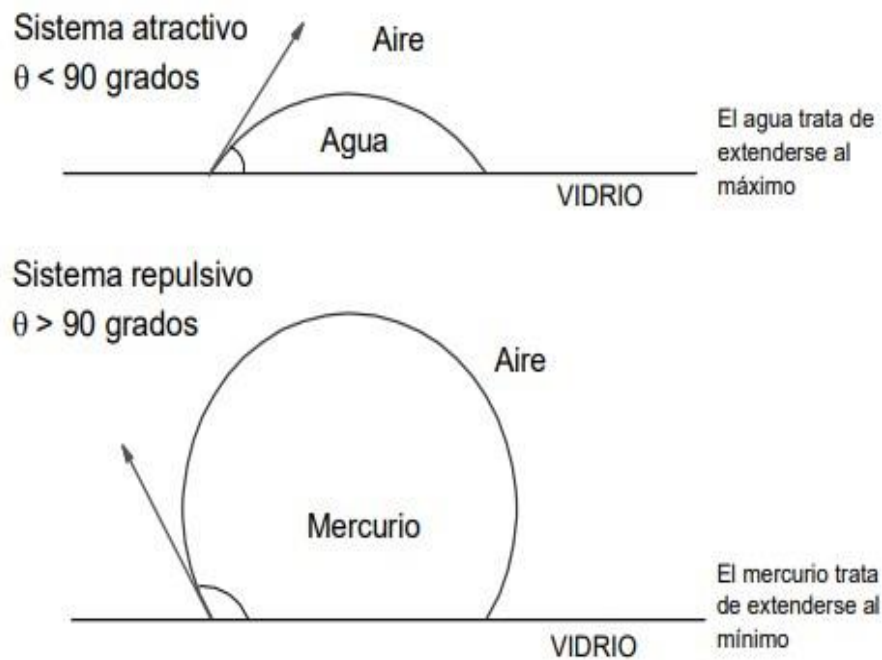 Sistema atractivo
θ < 90 grados
Aire
Agua
El agua trata de
extenderse al
máximo
VIDRIO
Sistema repulsivo
θ > 90 grados
Aire
Mercurio
El mercurio trata
de extenderse al
mínimo
VIDRIO